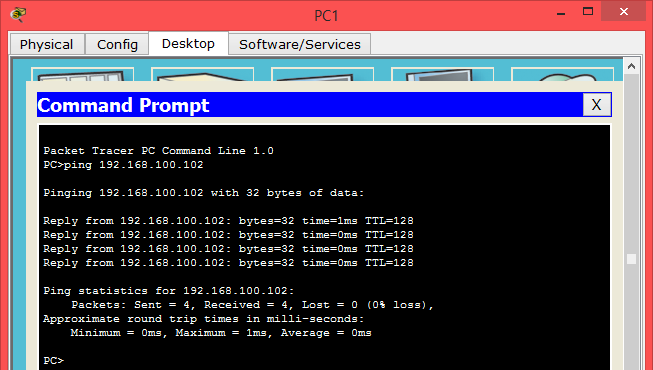 PC1
Physical Config Desktop Software/Services
Command Prompt X
Packet Tracer PC Command Line 1.0
PC>ping 192.168.100.102
Pinging 192.168.100.102 with 32 bytes of data:
Reply from 192.168.100.102: bytes=32 time=1ms TTL=128
Reply from 192.168.100.102: bytes=32 time=0ms TTL=128
Reply from 192.168.100.102: bytes=32 time=0ms TTL=128
Reply from 192.168.100.102: bytes=32 time=0ms TTL=128
Ping statistics for 192.168.100.102:
Packets: Sent = 4, Received = 4, Lost = 0 (0% loss),
Approximate round trip times in milli-seconds:
Minimum = 0ms, Maximum = 1ms, Average = 0ms
PC>